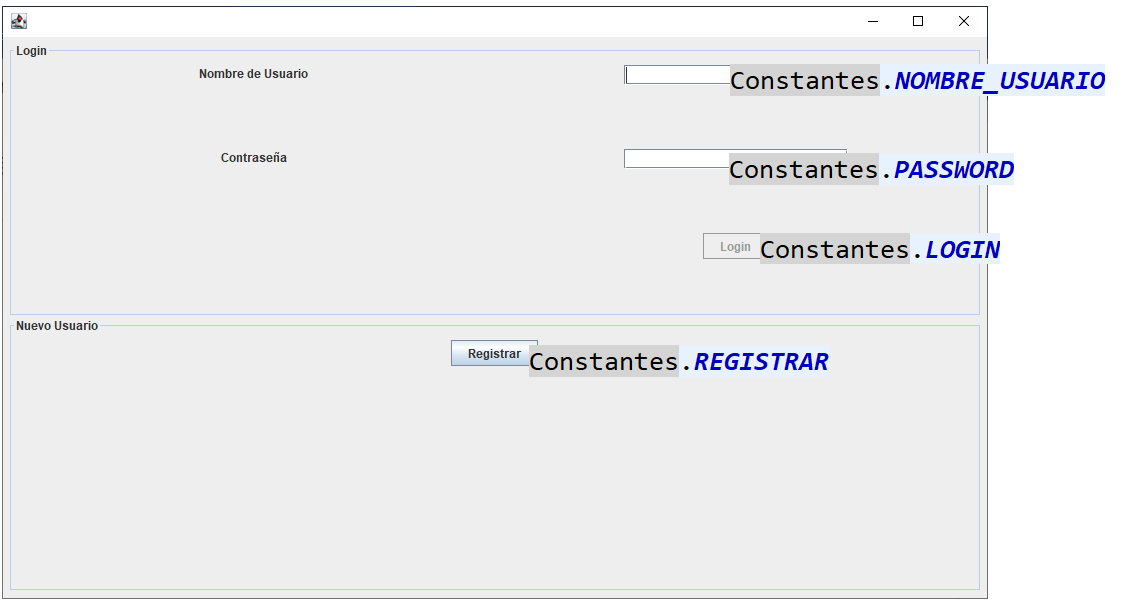 Login
Nombre de Usuario Constantes.NOMBRE_USUARIO
Contraseña Constantes.PASSWORD
Login Constantes.LOGIN
Nuevo Usuario
Registrar Constantes.REGISTRAR